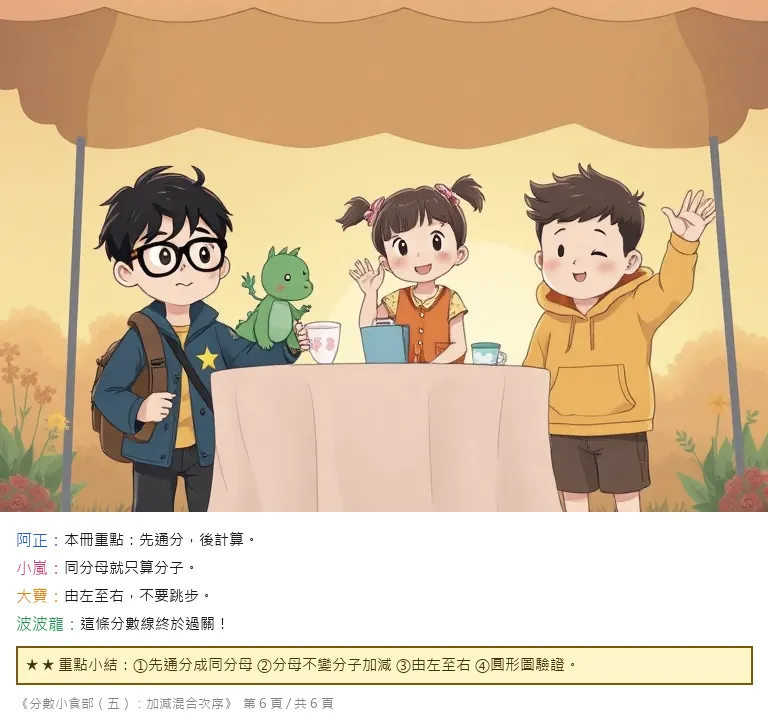 阿正：本冊重點：先通分，後計算。
小嵐：同分母就只算分子。
大寶：由左至右，不要跳步。
波波龍：這條分數線終於過關！
★★重點小結：①先通分成同分母 ②分母不變分子加減 ③由左至右 ④圓形圖驗證。
《分數小食部（五）：加減混合次序》 第 6 頁 / 共 6 頁